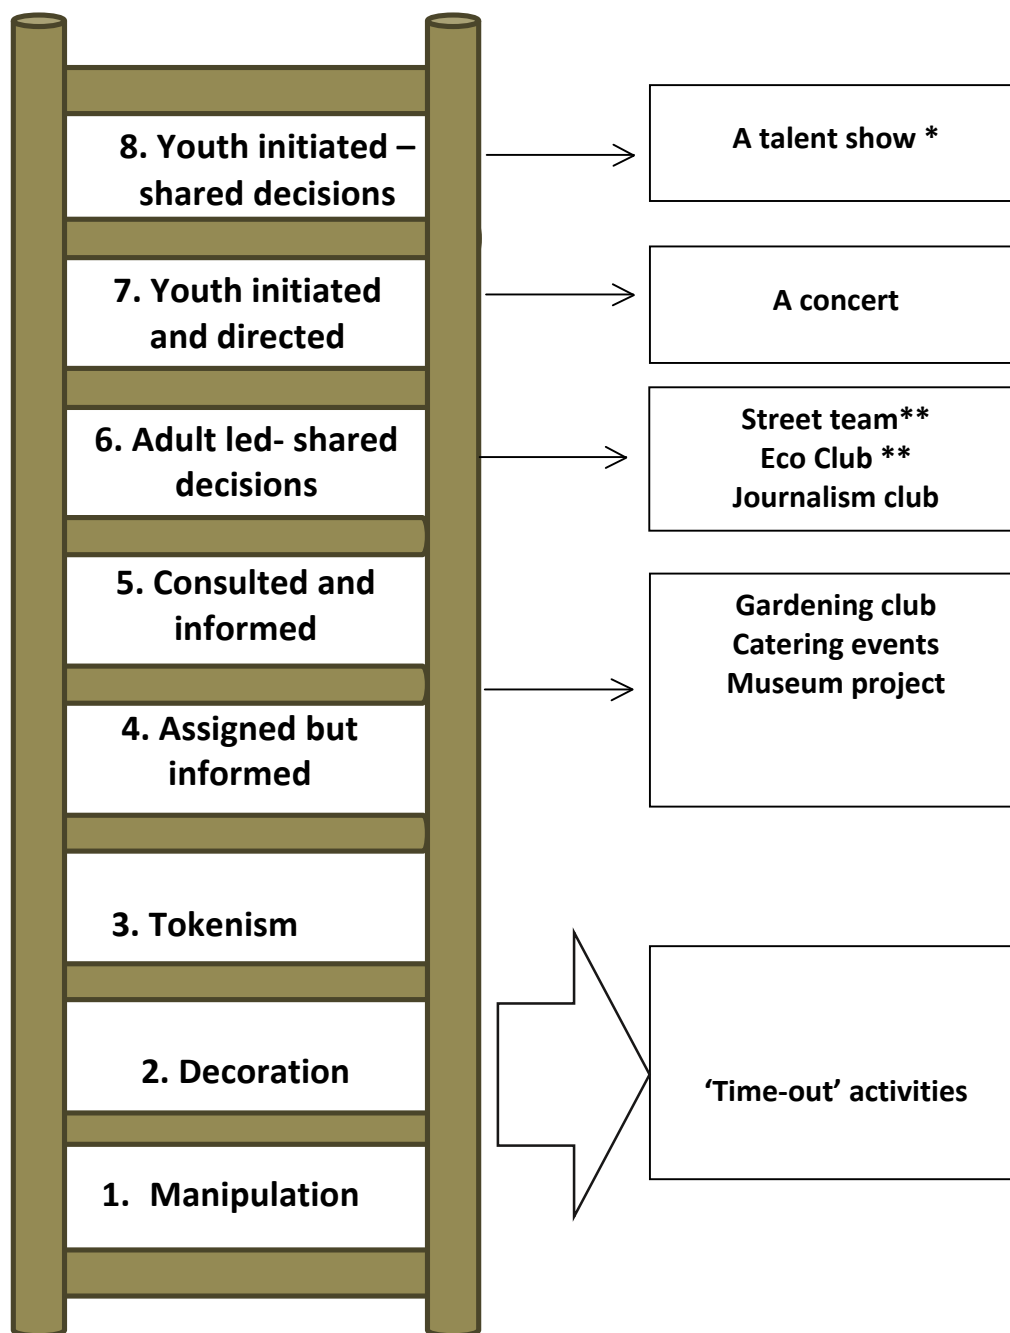 8. Youth initiated –
shared decisions
A talent show *
7. Youth initiated
and directed
A concert
6. Adult led- shared
decisions
Street team**
Eco Club **
Journalism club
5. Consulted and
informed
4. Assigned but
informed
Gardening club
Catering events
Museum project
3. Tokenism
2. Decoration
1. Manipulation
‘Time-out’ activities